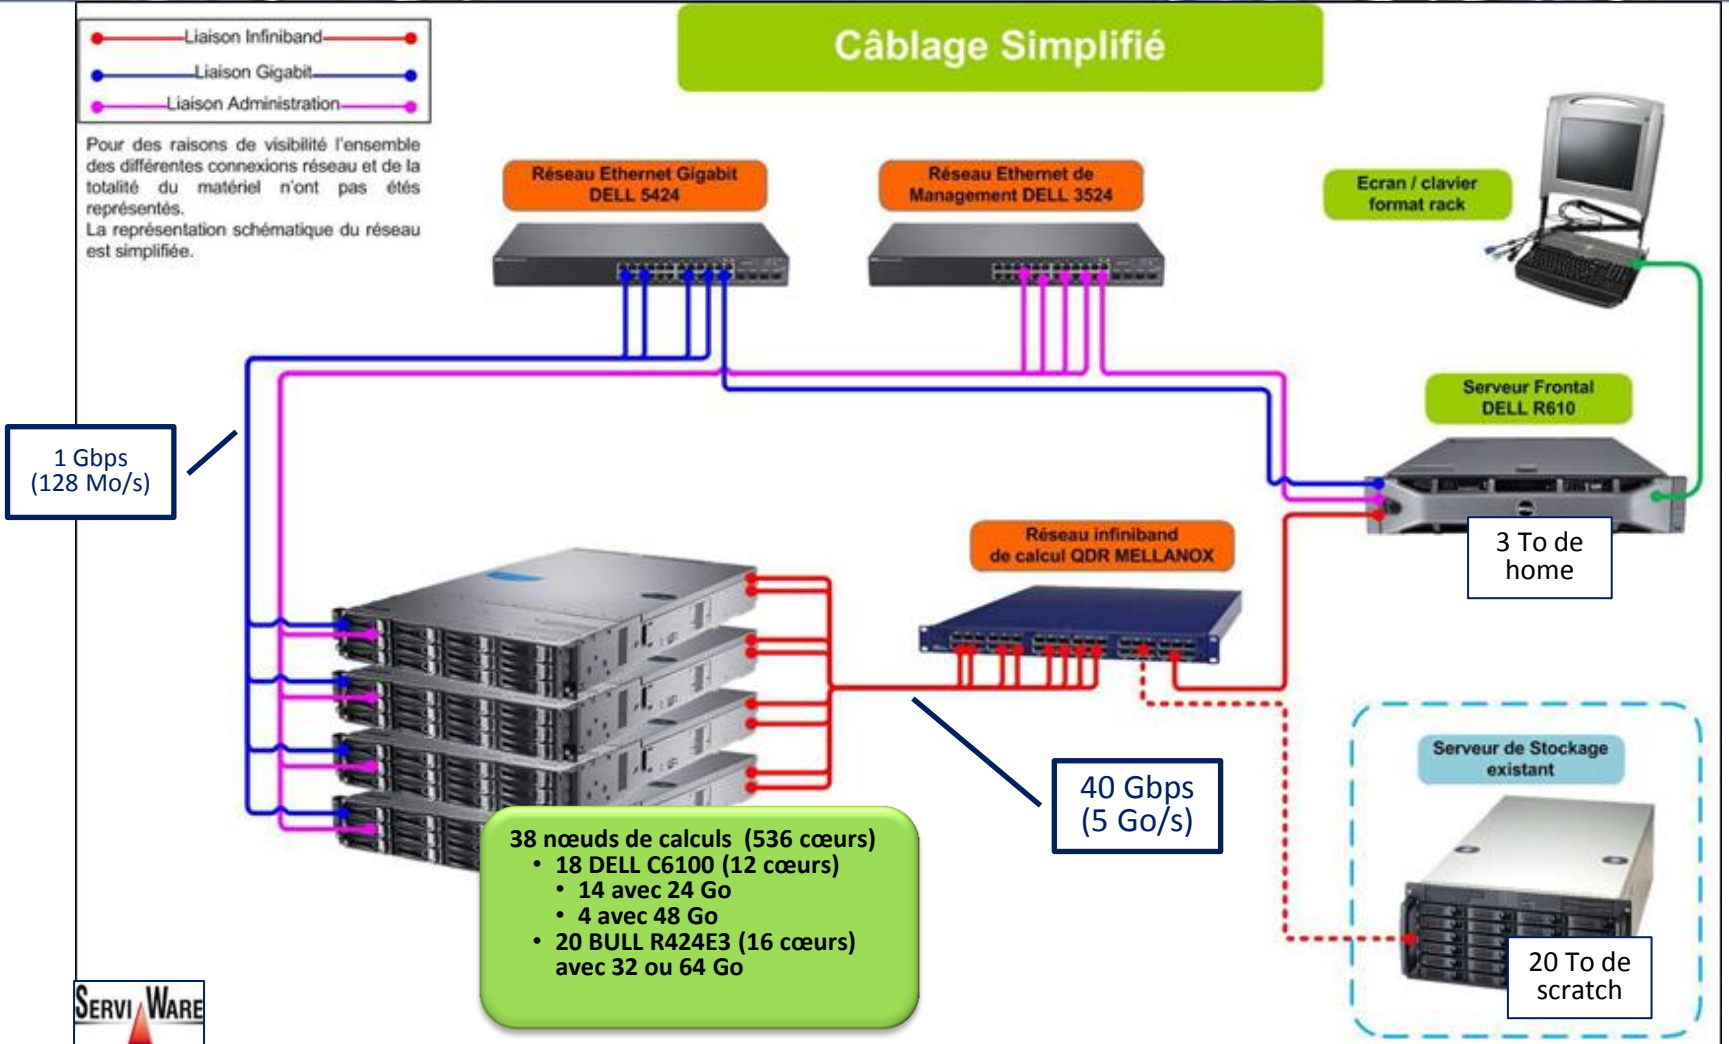 Câblage Simplifié
Liaison Infiniband
Liaison Gigabit
Liaison Administration
Pour des raisons de visibilité l'ensemble
des différentes connexions réseau et de la
totalité du matériel n'ont pas étés
représentés.
La représentation schématique du réseau
est simplifiée.
Réseau Ethernet Gigabit
DELL 5424
Réseau Ethernet de
Management DELL 3524
Ecran / clavier
format rack
Serveur Frontal
DELL R610
1 Gbps
(128 Mo/s)
Réseau infiniband
de calcul QDR MELLANOX
3 To de
home
40 Gbps
(5 Go/s)
Serveur de Stockage
existant
38 nœuds de calculs (536 cœurs)
• 18 DELL C6100 (12 cœurs)
• 14 avec 24 Go
• 4 avec 48 Go
• 20 BULL R424E3 (16 cœurs)
avec 32 ou 64 Go
20 To de
scratch
SERVIWARE